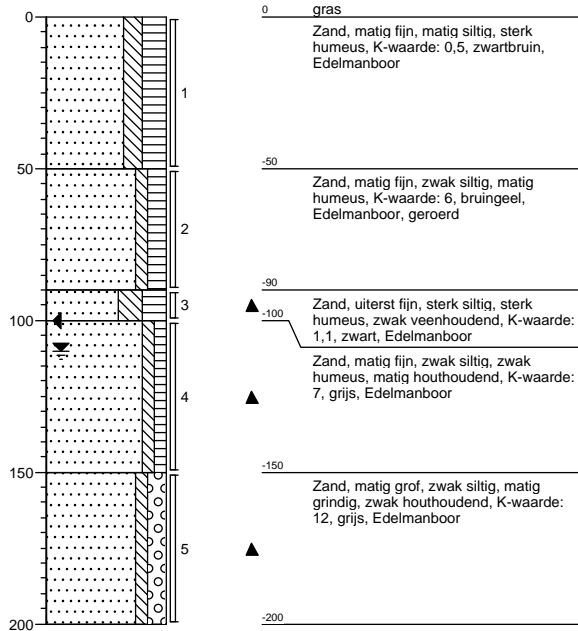 0
50
100
150
200
1
2
3
4
5
0
gras
Zand, matig fijn, matig siltig, sterk
humeus, K-waarde: 0,5, zwartbruin,
Edelmanboor
-50
Zand, matig fijn, zwak siltig, matig
humeus, K-waarde: 6, bruingeel,
Edelmanboor, geroerd
-90
Zand, uiterst fijn, sterk siltig, sterk
humeus, zwak veenhoudend, K-waarde:
1,1, zwart, Edelmanboor
-100
Zand, matig fijn, zwak siltig, zwak
humeus, matig houthoudend, K-waarde:
7, grijs, Edelmanboor
-150
Zand, matig grof, zwak siltig, matig
grindig, zwak houthoudend, K-waarde:
12, grijs, Edelmanboor
-200